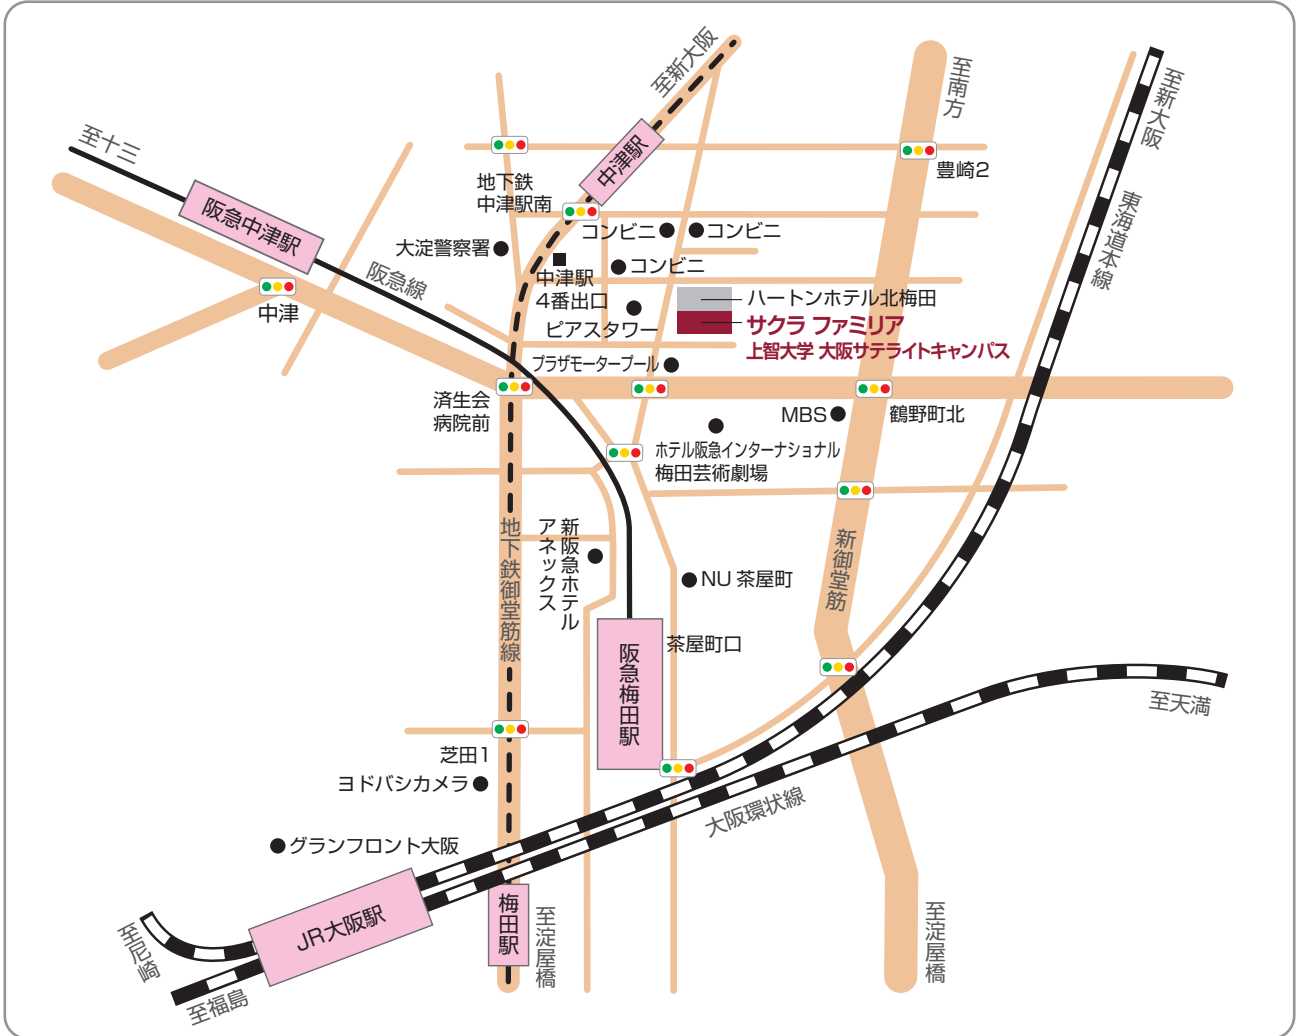 至新大阪
至南方
至新大阪
至十三
中津駅
地下鉄
中津駅南
豊崎2
阪急中津駅
東海道本線
コンビニ
コンビニ
大淀警察署
コンビニ
阪急線
中津駅
4番出口
中津
ハートンホテル北梅田
ピアスタワー
サクラ ファミリア
上智大学 大阪サテライトキャンパス
プラザモータープール
済生会
病院前
MBS
鶴野町北
ホテル阪急インターナショナル
梅田芸術劇場
地下鉄御堂筋線
新阪急ホテル
アネックス
新御堂筋
NU 茶屋町
茶屋町口
阪急梅田駅
至天満
芝田1
ヨドバシカメラ
大阪環状線
グランフロント大阪
JR大阪駅
梅田駅
至淀屋橋
至淀屋橋
至尼崎
至福島